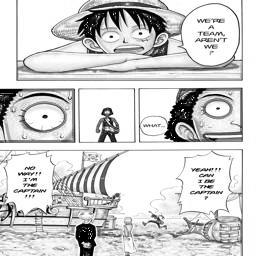 WE'RE
A
TEAM,
AREN'T
WE
?
WHAT...
YEAH!!!
CAN
I BE
THE
CAPTAIN
?
NO
WAY!!
I'M
THE
CAPTAIN
!!!